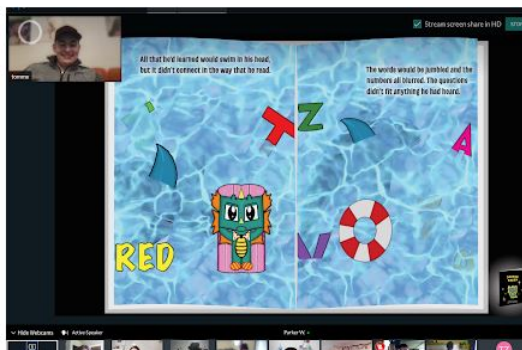 Stream screen share in HD
tommr
All that he'd learned would swim in his head,
but it didn't connect in the way that he read.
The words would be jumbled and the
numbers all blurred. The questions
didn't fit anything he had heard.
T
Z
A
RED
Hide Webcams
Active Speaker
Parker W.